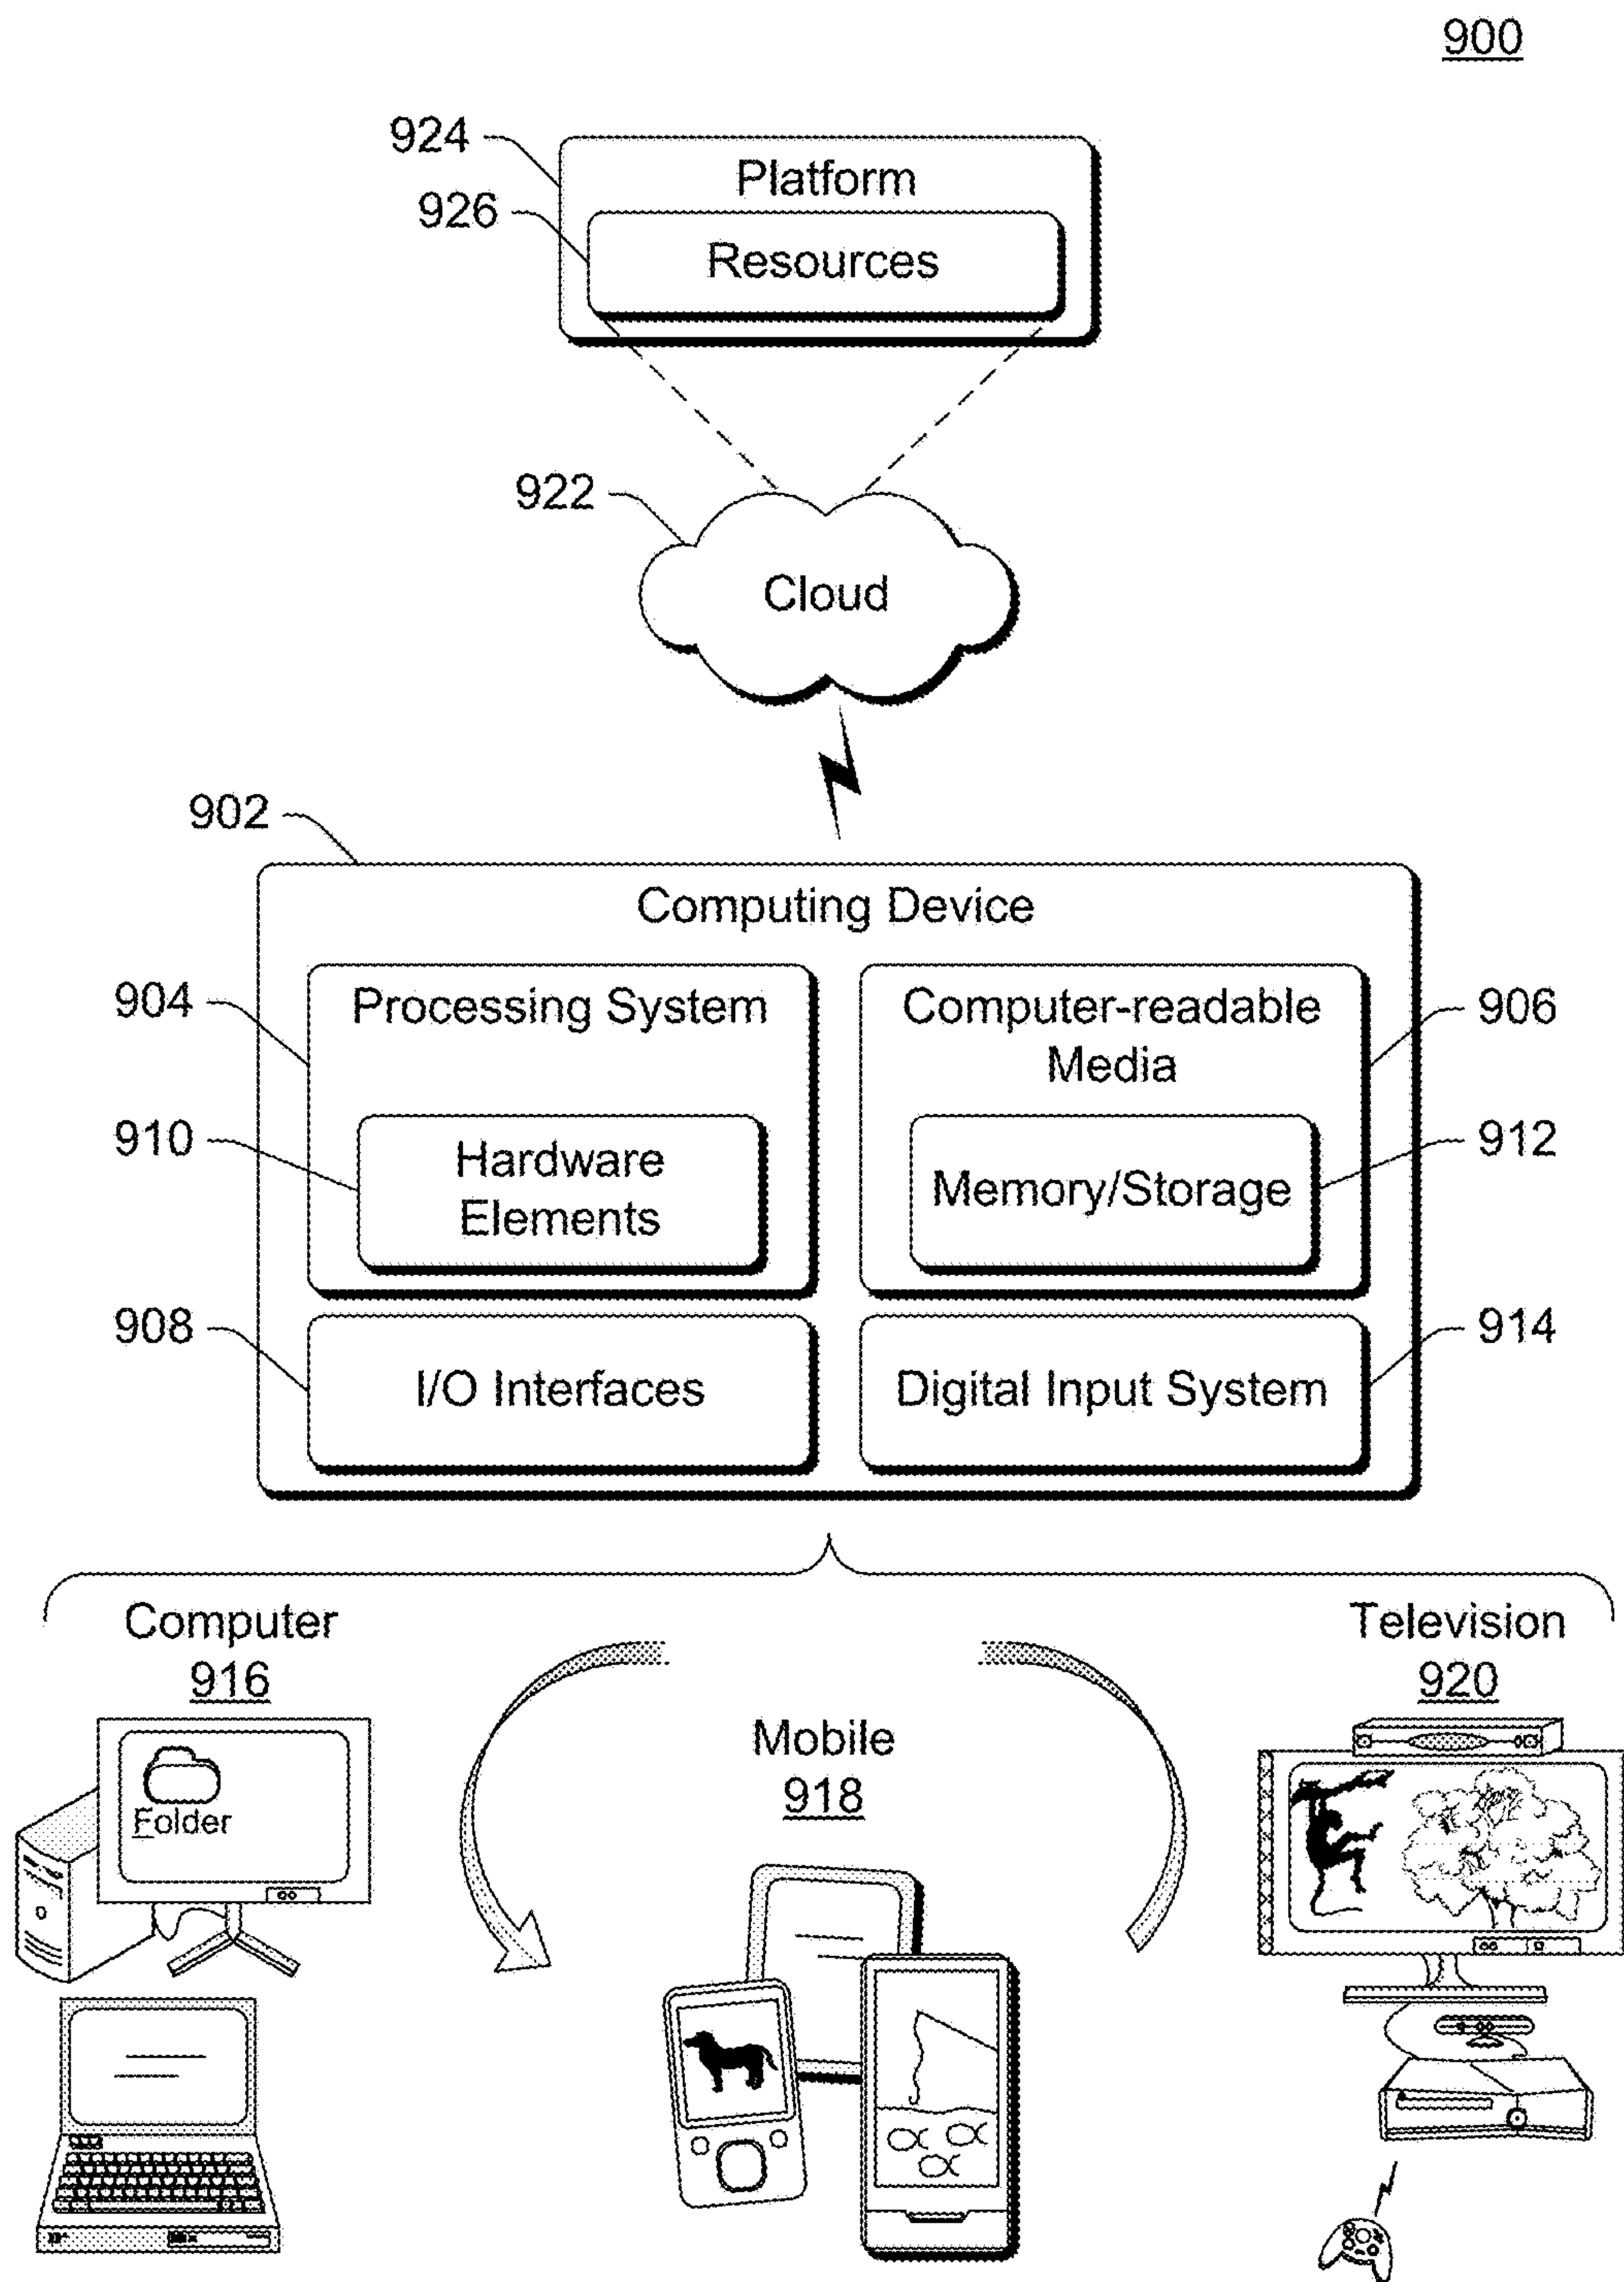 900
924
Platform
926
Resources
922
Cloud
902
Computing Device
904
Processing System
Computer-readable
Media
906
910
Hardware
Elements
Memory/Storage
912
908
I/O Interfaces
Digital Input System
914
Computer
916
Folder
Mobile
918
Television
920